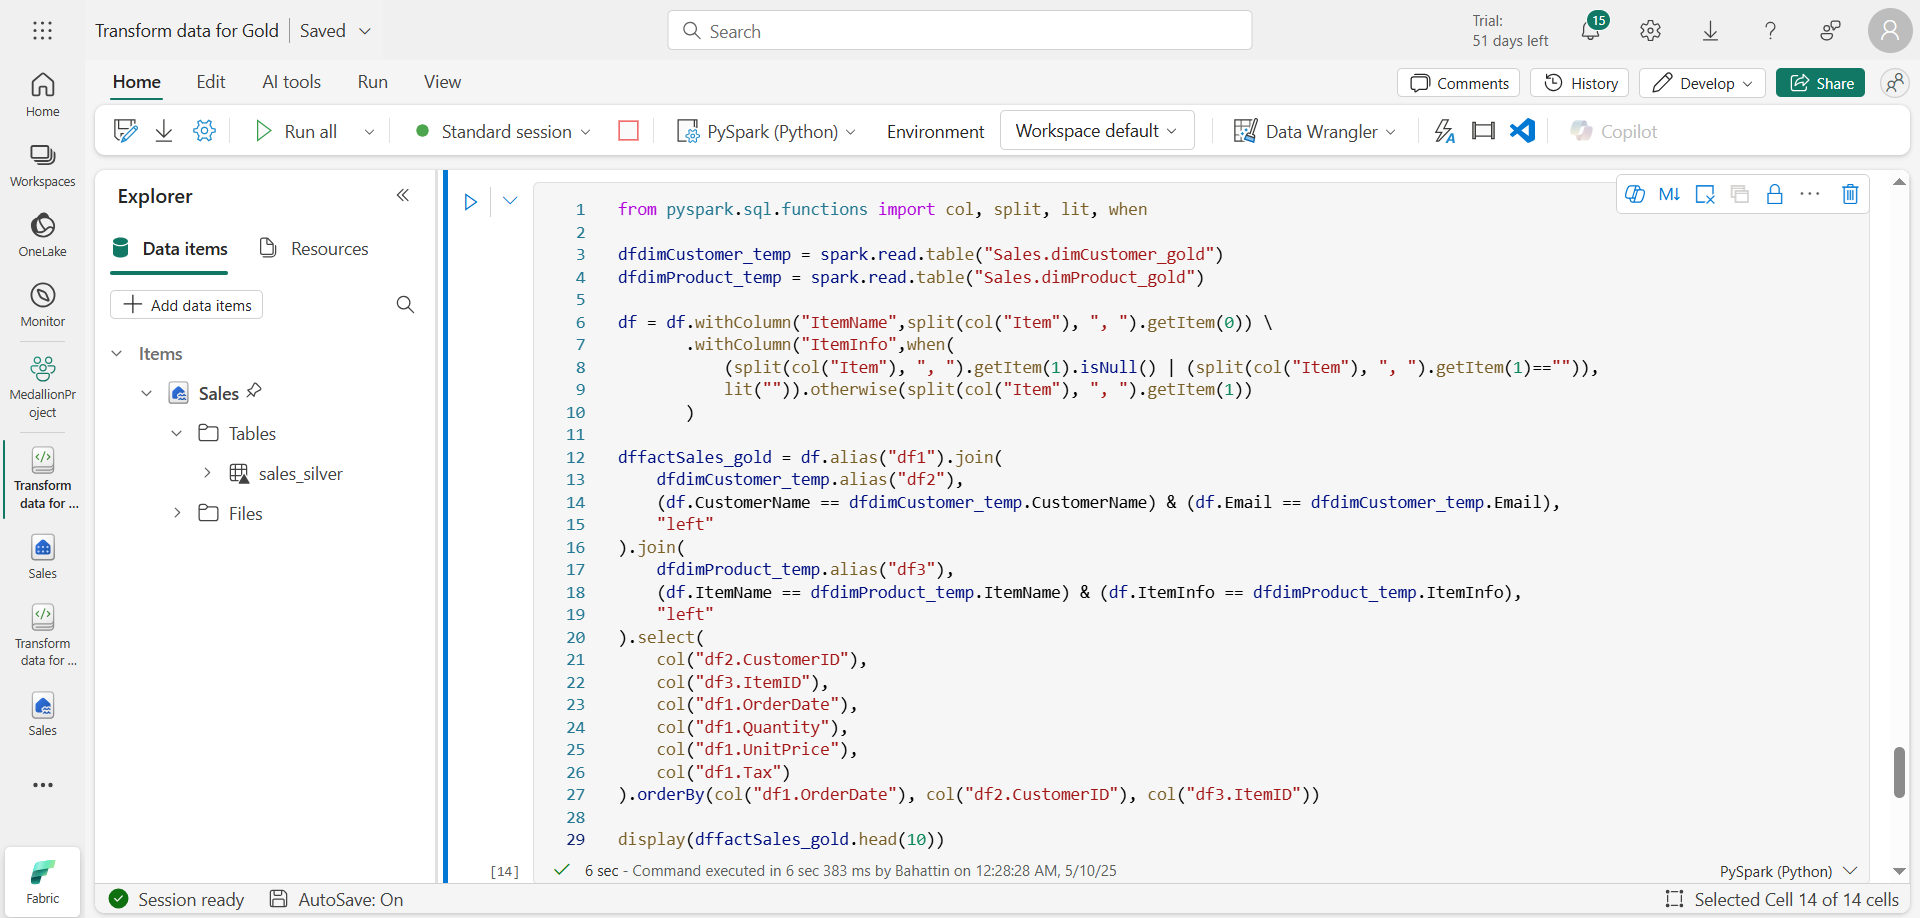 Transform data for Gold
Saved
Search
Trial:
51 days left
15
Home
Edit
AI tools
Run
View
Comments
History
Develop
Share
Run all
Standard session
PySpark (Python)
Environment
Workspace default
Data Wrangler
Copilot
Home
Workspaces
OneLake
Monitor
MedallionPr
oject
Transform
data for ...
Sales
Transform
data for ...
Sales
Fabric
Explorer
Data items
Resources
Add data items
Items
Sales
Tables
sales_silver
Files
M↓
1 from pyspark.sql.functions import col, split, lit, when
2
3 dfdimCustomer_temp = spark.read.table("Sales.dimCustomer_gold")
4 dfdimProduct_temp = spark.read.table("Sales.dimProduct_gold")
5
6 df = df.withColumn("ItemName",split(col("Item"), ", ").getItem(0)) \
7 .withColumn("ItemInfo",when(
8 (split(col("Item"), ", ").getItem(1).isNull() | (split(col("Item"), ", ").getItem(1)=="")),
9 lit("")).otherwise(split(col("Item"), ", ").getItem(1))
10 )
11
12 dffactSales_gold = df.alias("df1").join(
13 dfdimCustomer_temp.alias("df2"),
14 (df.CustomerName == dfdimCustomer_temp.CustomerName) & (df.Email == dfdimCustomer_temp.Email),
15 "left"
16 ).join(
17 dfdimProduct_temp.alias("df3"),
18 (df.ItemName == dfdimProduct_temp.ItemName) & (df.ItemInfo == dfdimProduct_temp.ItemInfo),
19 "left"
20 ).select(
21 col("df2.CustomerID"),
22 col("df3.ItemID"),
23 col("df1.OrderDate"),
24 col("df1.Quantity"),
25 col("df1.UnitPrice"),
26 col("df1.Tax")
27 ).orderBy(col("df1.OrderDate"), col("df2.CustomerID"), col("df3.ItemID"))
28
29 display(dffactSales_gold.head(10))
[14]
6 sec - Command executed in 6 sec 383 ms by Bahattin on 12:28:28 AM, 5/10/25
PySpark (Python)
Session ready
AutoSave: On
Selected Cell 14 of 14 cells